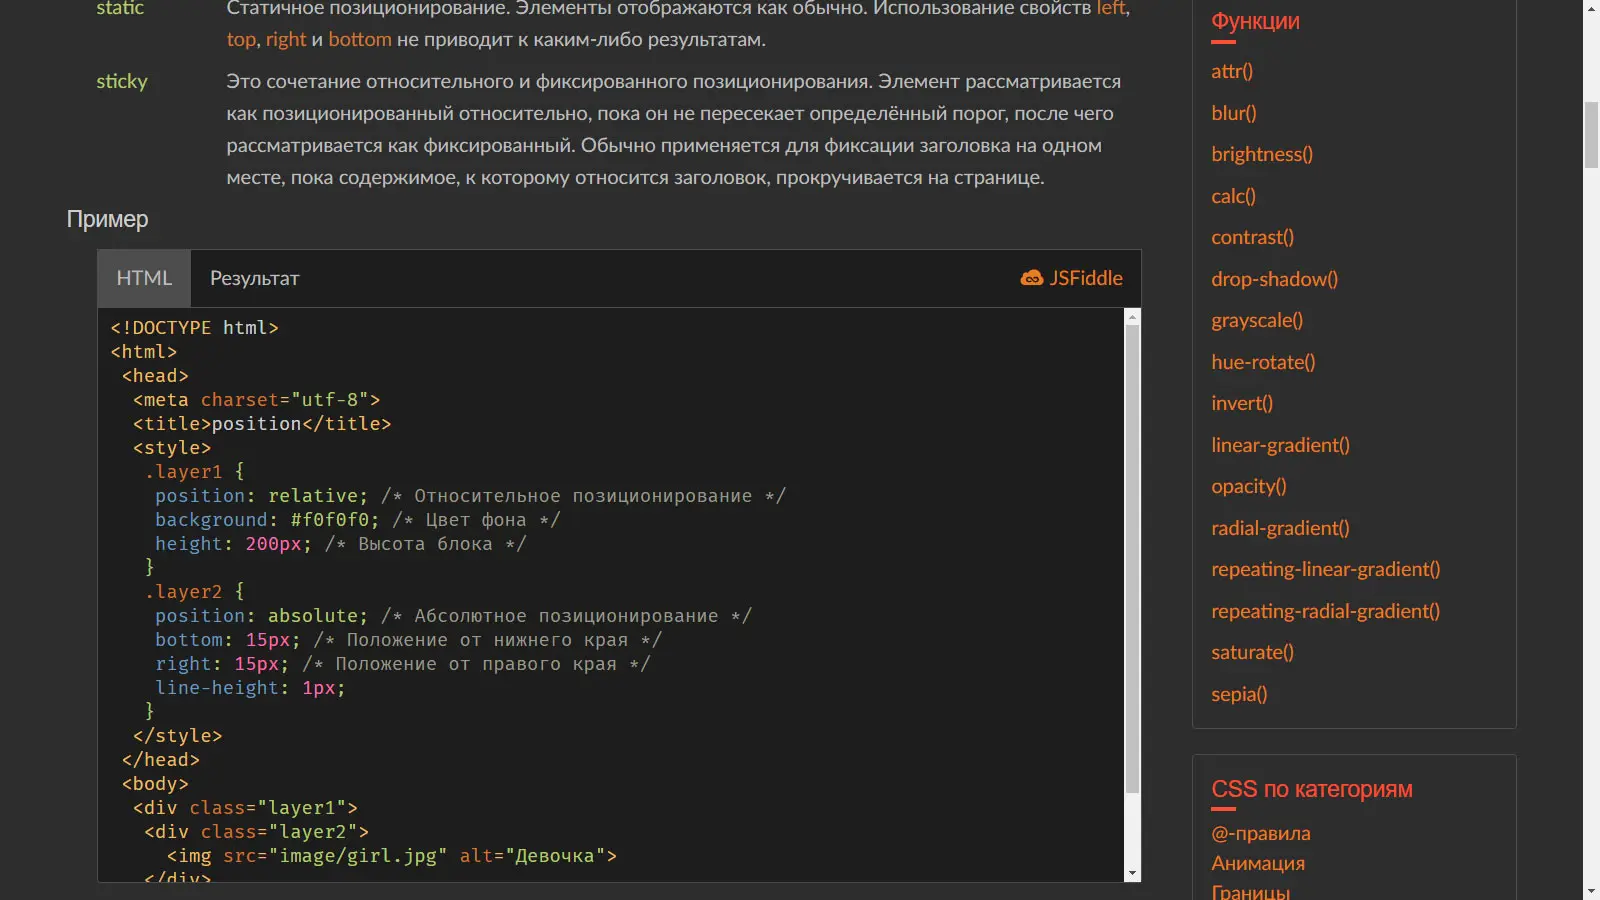 static
Статичное позиционирование. Элементы отображаются как обычно. Использование свойств left,
top, right и bottom не приводит к каким-либо результатам.
sticky
Это сочетание относительного и фиксированного позиционирования. Элемент рассматривается
как позиционированный относительно, пока он не пересекает определённый порог, после чего
рассматривается как фиксированный. Обычно применяется для фиксации заголовка на одном
месте, пока содержимое, к которому относится заголовок, прокручивается на странице.
Пример
HTML
Результат
JSFiddle
<!DOCTYPE html>
<html>
<head>
<meta charset="utf-8">
<title>position</title>
<style>
.layer1 {
position: relative; /* Относительное позиционирование */
background: #f0f0f0; /* Цвет фона */
height: 200px; /* Высота блока */
}
.layer2 {
position: absolute; /* Абсолютное позиционирование */
bottom: 15px; /* Положение от нижнего края */
right: 15px; /* Положение от правого края */
line-height: 1px;
}
</style>
</head>
<body>
<div class="layer1">
<div class="layer2">
<img src="image/girl.jpg" alt="Девочка">
</div>
Функции
attr()
blur()
brightness()
calc()
contrast()
drop-shadow()
grayscale()
hue-rotate()
invert()
linear-gradient()
opacity()
radial-gradient()
repeating-linear-gradient()
repeating-radial-gradient()
saturate()
sepia()
CSS по категориям
@-правила
Анимация
Границы